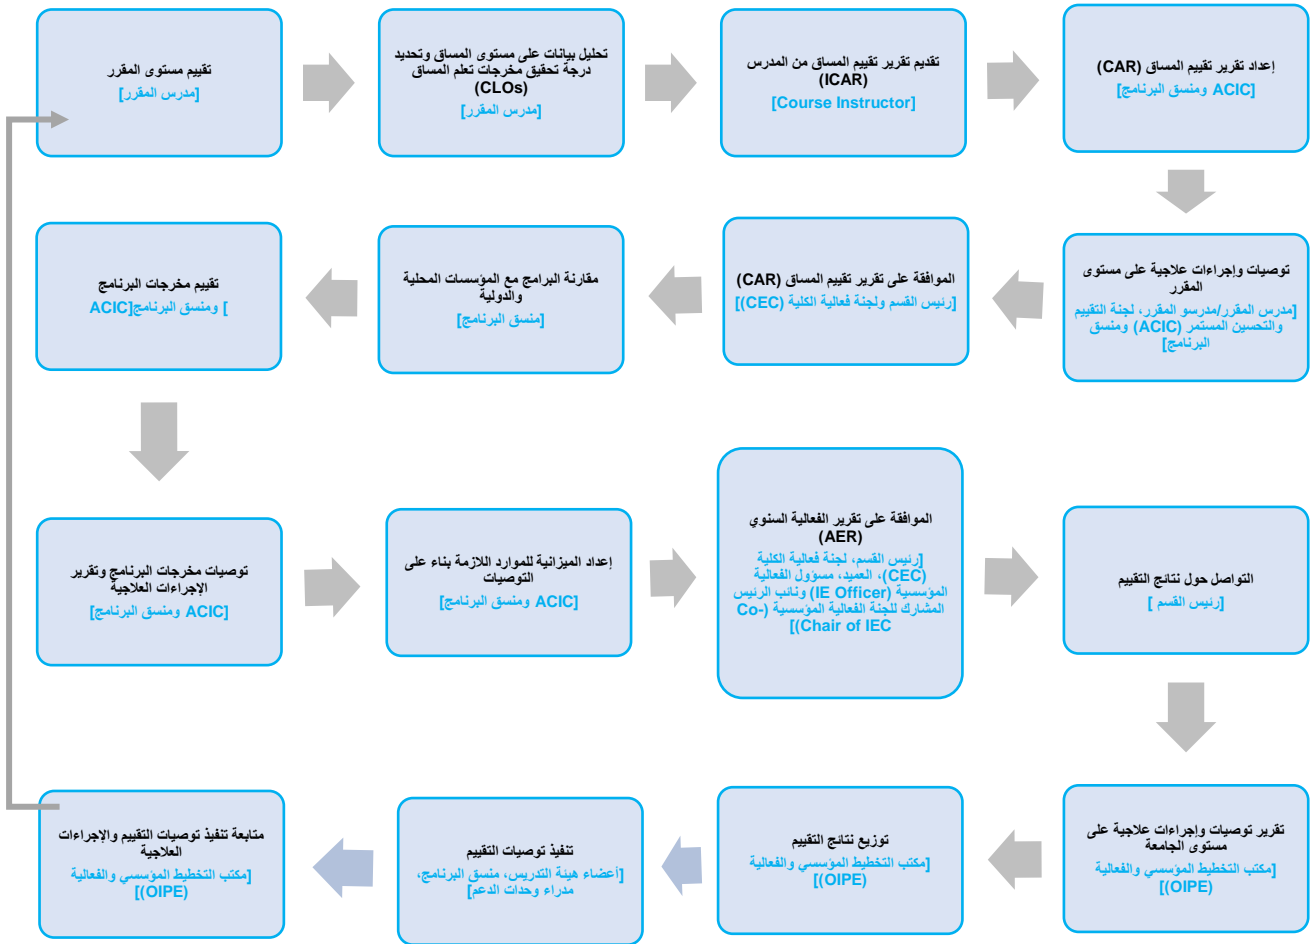 تقييم مستوى المقرر
[مدرس المقرر]
تحليل بيانات على مستوى المساق وتحديد
درجة تحقيق مخرجات تعلم المساق
(CLOs)
[مدرس المقرر]
تقديم تقرير تقييم المساق من المدرس
(ICAR)
[Course Instructor]
إعداد تقرير تقييم المساق (CAR)
[ACIC ومنسق البرنامج]
توصيات وإجراءات علاجية على مستوى
المقرر
[مدرس المقرر/مدرسو المقرر، لجنة التقييم
والتحسين المستمر (ACIC) ومنسق
البرنامج]
الموافقة على تقرير تقييم المساق (CAR)
[رئيس القسم ولجنة فعالية الكلية (CEC)]
مقارنة البرامج مع المؤسسات المحلية
والدولية
[منسق البرنامج]
تقييم مخرجات البرنامج
[ ومنسق البرنامج]ACIC
توصيات مخرجات البرنامج وتقرير
الإجراءات العلاجية
[ACIC ومنسق البرنامج]
إعداد الميزانية للموارد اللازمة بناء على
التوصيات
[ACIC ومنسق البرنامج]
الموافقة على تقرير الفعالية السنوي
(AER)
[رئيس القسم، لجنة فعالية الكلية
(CEC)، العميد، مسؤول الفعالية
المؤسسية (IE Officer) ونائب الرئيس
المشارك للجنة الفعالية المؤسسية (Co-
Chair of IEC)]
التواصل حول نتائج التقييم
[رئيس القسم ]
تقرير توصيات وإجراءات علاجية على
مستوى الجامعة
[مكتب التخطيط المؤسسي والفعالية
(OIPE)]
توزيع نتائج التقييم
[مكتب التخطيط المؤسسي والفعالية
(OIPE)]
تنفيذ توصيات التقييم
[أعضاء هيئة التدريس، منسق البرنامج،
مدراء وحدات الدعم]
متابعة تنفيذ توصيات التقييم والإجراءات
العلاجية
[مكتب التخطيط المؤسسي والفعالية
(OIPE)]